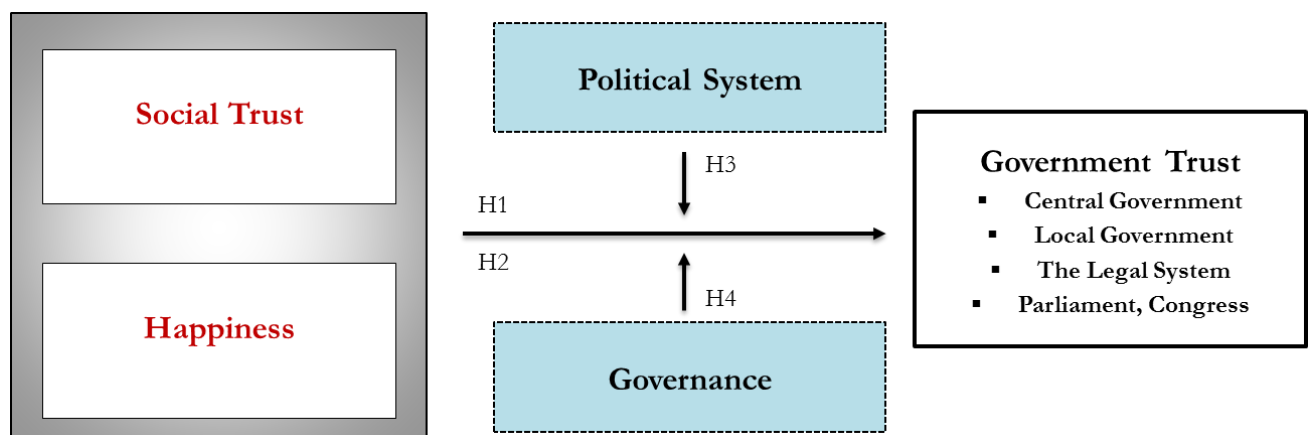 Social Trust
Happiness
H1
H2
Political System
H3
H4
Governance
Government Trust
▪ Central Government
▪ Local Government
▪ The Legal System
▪ Parliament, Congress